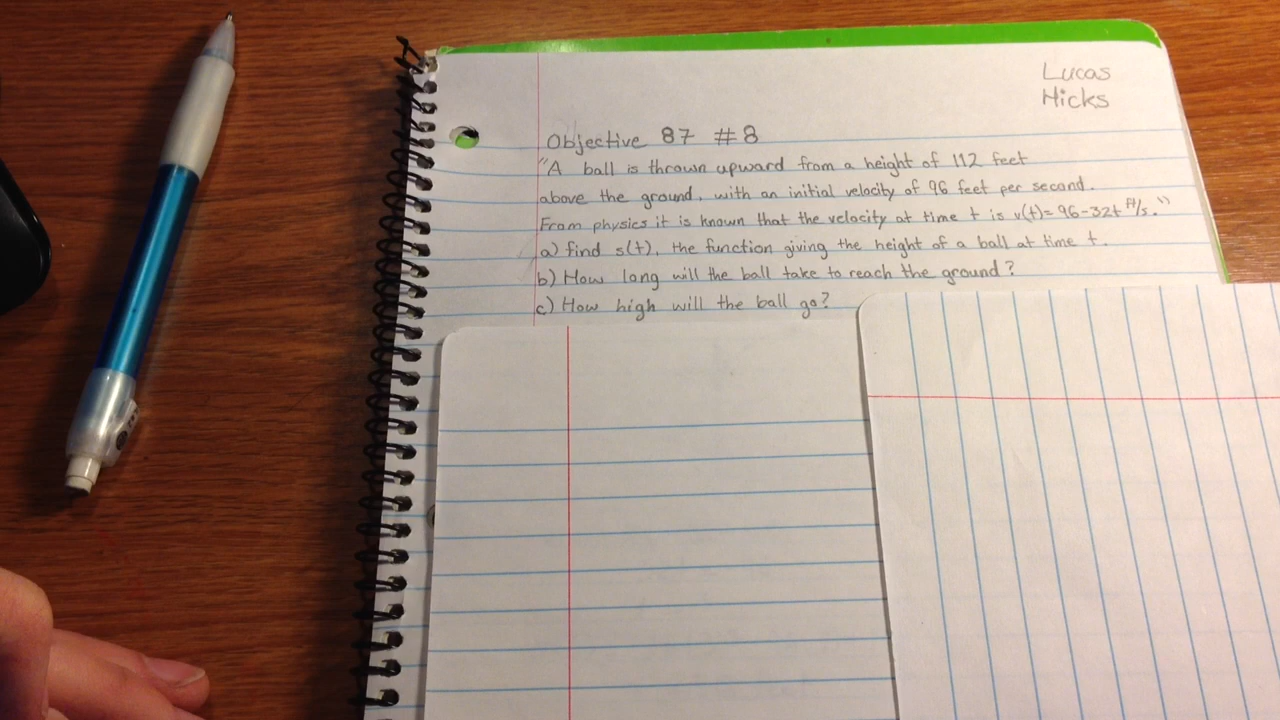 Lucas
Hicks
Objective 87 #8
"A ball is thrown upward from a height of 112 feet
above the ground, with an initial velocity of 96 feet per second.
From physics it is known that the velocity at time t is v(t)=96-32t ft/s."
a) find s(t), the function giving the height of a ball at time t.
b) How long will the ball take to reach the ground?
c) How high will the ball go?